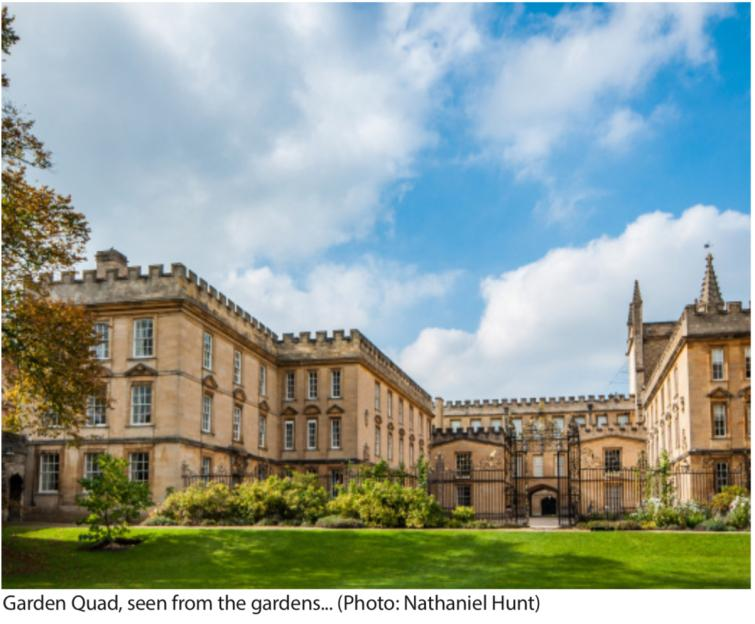 Garden Quad, seen from the gardens... (Photo: Nathaniel Hunt)